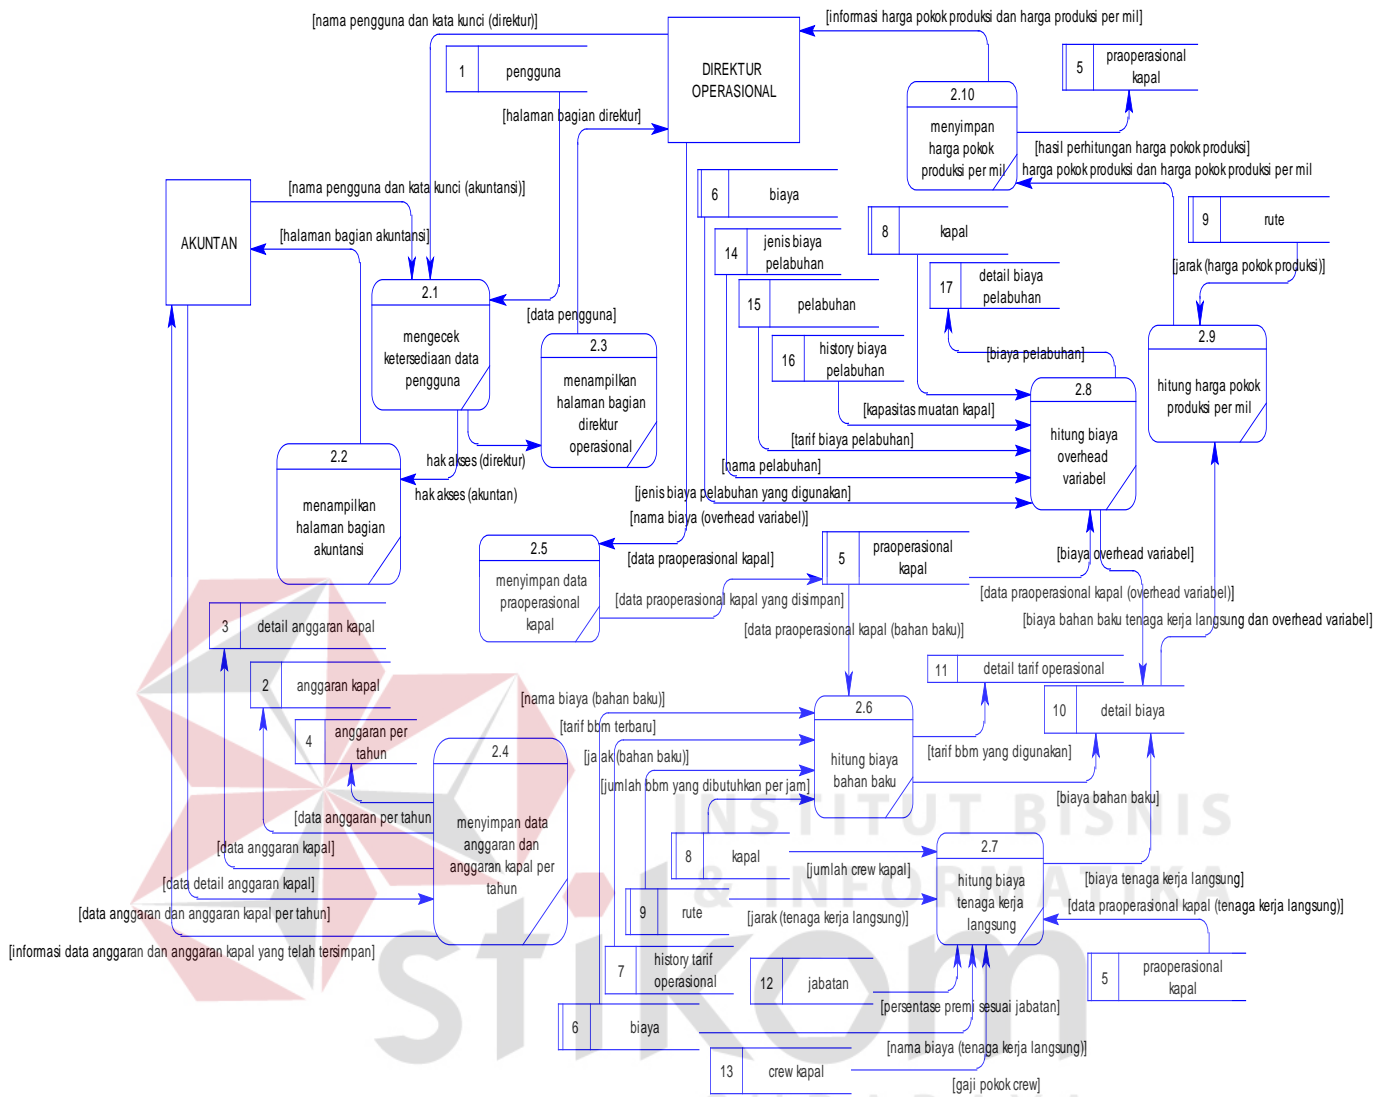 [nama pengguna dan kata kunci (direktur)]
[informasi harga pokok produksi dan harga produksi per mil]
1
pengguna
DIREKTUR
OPERASIONAL
5
praoperasional
kapal
2.10
menyimpan
harga pokok
produksi per mil
[halaman bagian direktur]
[hasil perhitungan harga pokok produksi]
harga pokok produksi dan harga pokok produksi per mil
[nama pengguna dan kata kunci (akuntansi)]
6
biaya
8
kapal
9
rute
AKUNTAN
[halaman bagian akuntansi]
14
jenis biaya
pelabuhan
17
detail biaya
pelabuhan
[jarak (harga pokok produksi)]
2.1
mengecek
ketersediaan data
pengguna
[data pengguna]
15
pelabuhan
16
history biaya
pelabuhan
2.3
menampilkan
halaman bagian
direktur
operasional
[biaya pelabuhan]
2.9
hitung harga pokok
produksi per mil
2.8
hitung biaya
overhead
variabel
[kapasitas muatan kapal]
[tarif biaya pelabuhan]
[nama pelabuhan]
[jenis biaya pelabuhan yang digunakan]
[nama biaya (overhead variabel)]
hak akses (direktur)
hak akses (akuntan)
2.2
menampilkan
halaman bagian
akuntansi
2.5
menyimpan data
praoperasional
kapal
[data praoperasional kapal]
5
praoperasional
kapal
[biaya overhead variabel]
[data praoperasional kapal yang disimpan]
[data praoperasional kapal (overhead variabel)]
[data praoperasional kapal (bahan baku)]
[biaya bahan baku tenaga kerja langsung dan overhead variabel]
3
detail anggaran kapal
2
anggaran kapal
4
anggaran per
tahun
11
detail tarif operasional
10
detail biaya
[nama biaya (bahan baku)]
[tarif bbm terbaru]
[jarak (bahan baku)]
[jumlah bbm yang dibutuhkan per jam]
2.6
hitung biaya
bahan baku
[tarif bbm yang digunakan]
[biaya bahan baku]
2.4
menyimpan data
anggaran dan
anggaran kapal per
tahun
[data anggaran per tahun
[data anggaran kapal]
[data detail anggaran kapal]
[data anggaran dan anggaran kapal per tahun]
[informasi data anggaran dan anggaran kapal yang telah tersimpan]
INSTITUT BISNIS
& INFORMATIKA
stikom
SURABAYA
8
kapal
[jumlah crew kapal]
2.7
hitung biaya
tenaga kerja
langsung
[biaya tenaga kerja langsung]
[data praoperasional kapal (tenaga kerja langsung)]
9
rute
[jarak (tenaga kerja langsung)]
7
history tarif
operasional
12
jabatan
[persentase premi sesuai jabatan]
5
praoperasional
kapal
6
biaya
[nama biaya (tenaga kerja langsung)]
13
crew kapal
[gaji pokok crew]